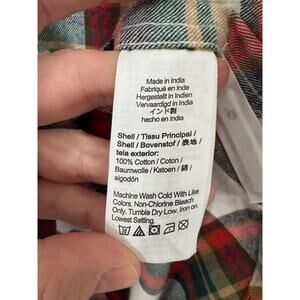 Made in India
Fabriqué en Inde
Hergestellt in Indien
Vervaardigd in India
インド製
hecho en India
Shell / Tissu Principal /
Shell / Bovenstof / 表地 /
tela exterior:
100% Cotton / Coton /
Baumwolle / Katoen / 綿 /
algodón
Machine Wash Cold With Like
Colors. Non-Chlorine Bleach
Only. Tumble Dry Low. Iron on
Lowest Setting.